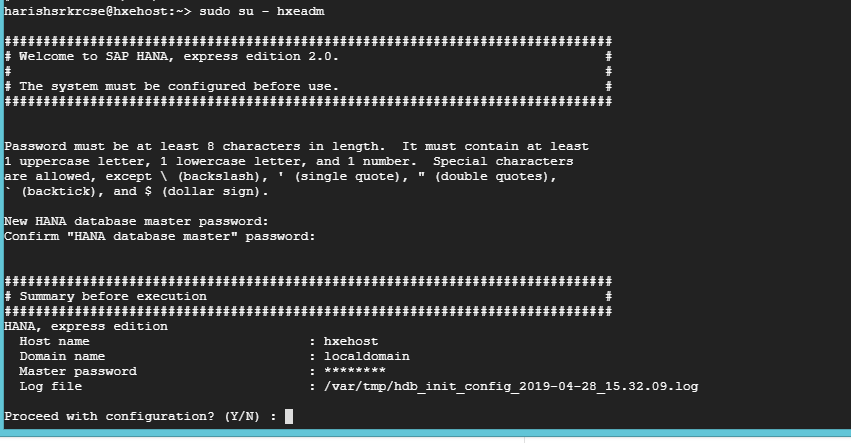 harishsrkrcse@hxehost:~> sudo su - hxeadm
##############################################################################
# Welcome to SAP HANA, express edition 2.0.                                  #
#                                                                            #
# The system must be configured before use.                                  #
##############################################################################
Password must be at least 8 characters in length.  It must contain at least
1 uppercase letter, 1 lowercase letter, and 1 number.  Special characters
are allowed, except \ (backslash), ' (single quote), " (double quotes),
` (backtick), and $ (dollar sign).
New HANA database master password:
Confirm "HANA database master" password:
##############################################################################
# Summary before execution                                                   #
##############################################################################
HANA, express edition
  Host name                            : hxehost
  Domain name                          : localdomain
  Master password                      : ********
  Log file                             : /var/tmp/hdb_init_config_2019-04-28_15.32.09.log
Proceed with configuration? (Y/N) :